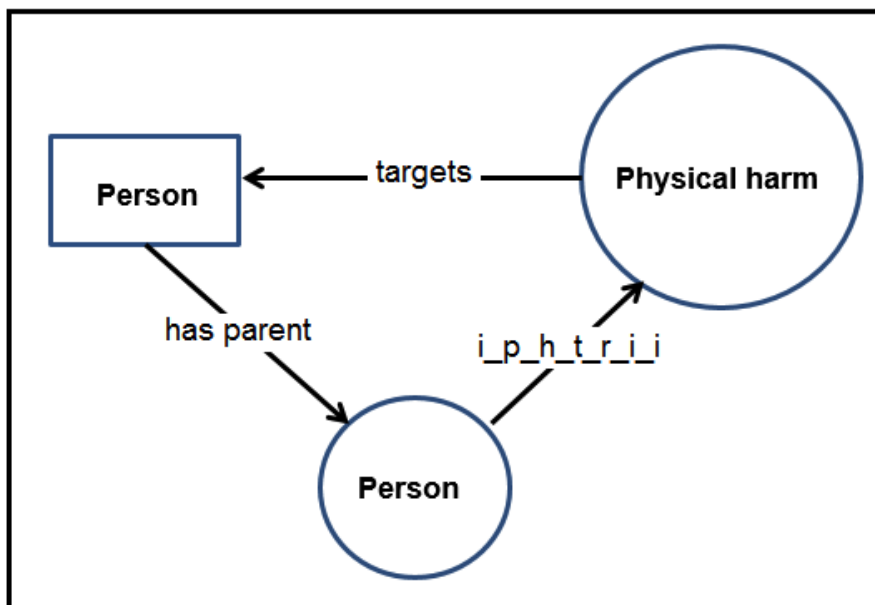 targets
Person
Physical harm
has parent
i_p_h_t_r_i_i
Person